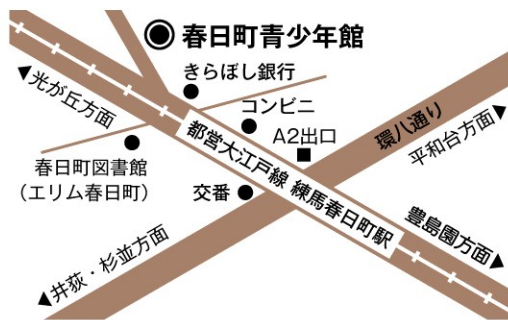 春日町青少年館
きらぼし銀行
光が丘方面
コンビニ
A2出口
環八通り
平和台方面
春日町図書館
(エリム春日町)
都営大江戸線 練馬春日町駅
交番
豊島園方面
井荻・杉並方面